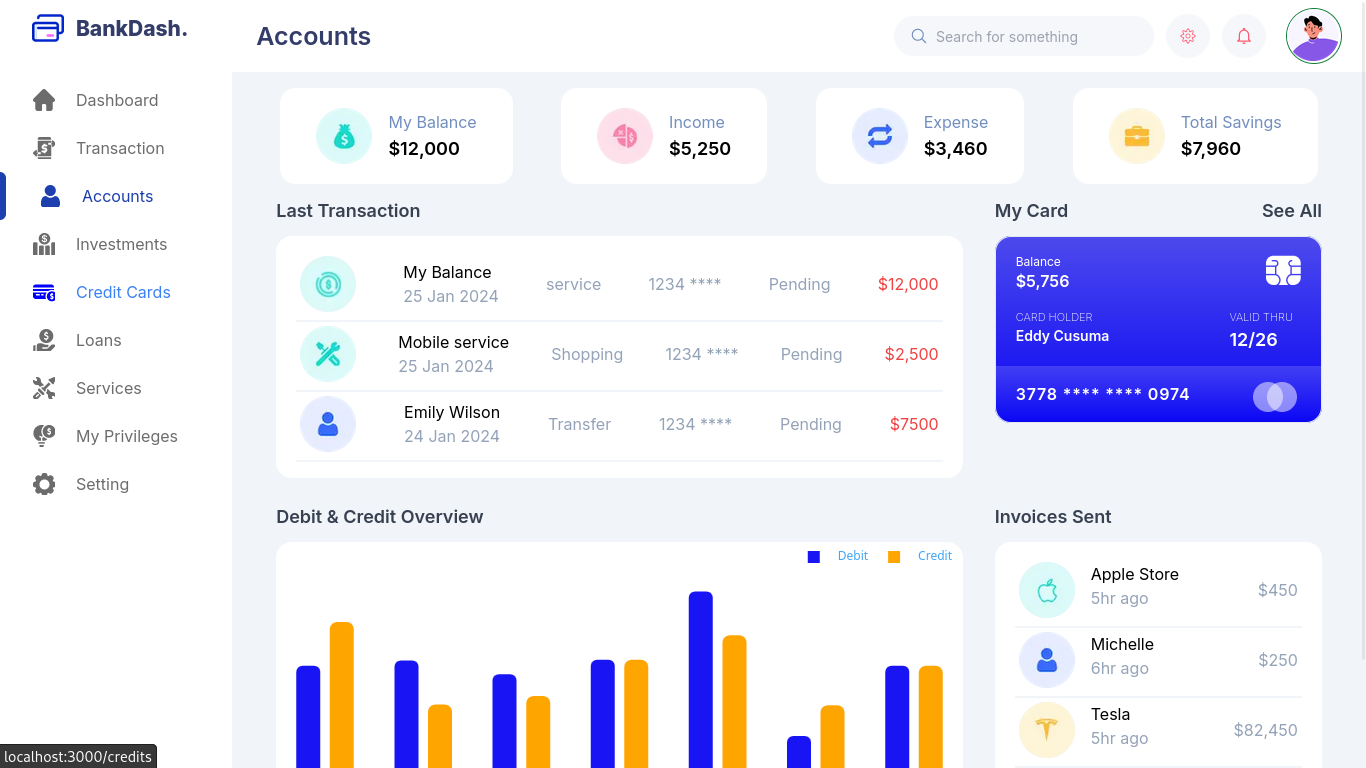 BankDash.
Accounts
Search for something
Dashboard
Transaction
Accounts
Investments
Credit Cards
Loans
Services
My Privileges
Setting
My Balance
$12,000
Income
$5,250
Expense
$3,460
Total Savings
$7,960
Last Transaction
My Balance
25 Jan 2024
service
1234 ****
Pending
$12,000
Mobile service
25 Jan 2024
Shopping
1234 ****
Pending
$2,500
Emily Wilson
24 Jan 2024
Transfer
1234 ****
Pending
$7500
My Card
See All
Balance
$5,756
CARD HOLDER
Eddy Cusuma
VALID THRU
12/26
3778 **** **** 0974
Debit & Credit Overview
Debit
Credit
Invoices Sent
Apple Store
5hr ago
$450
Michelle
6hr ago
$250
Tesla
5hr ago
$82,450
localhost:3000/credits